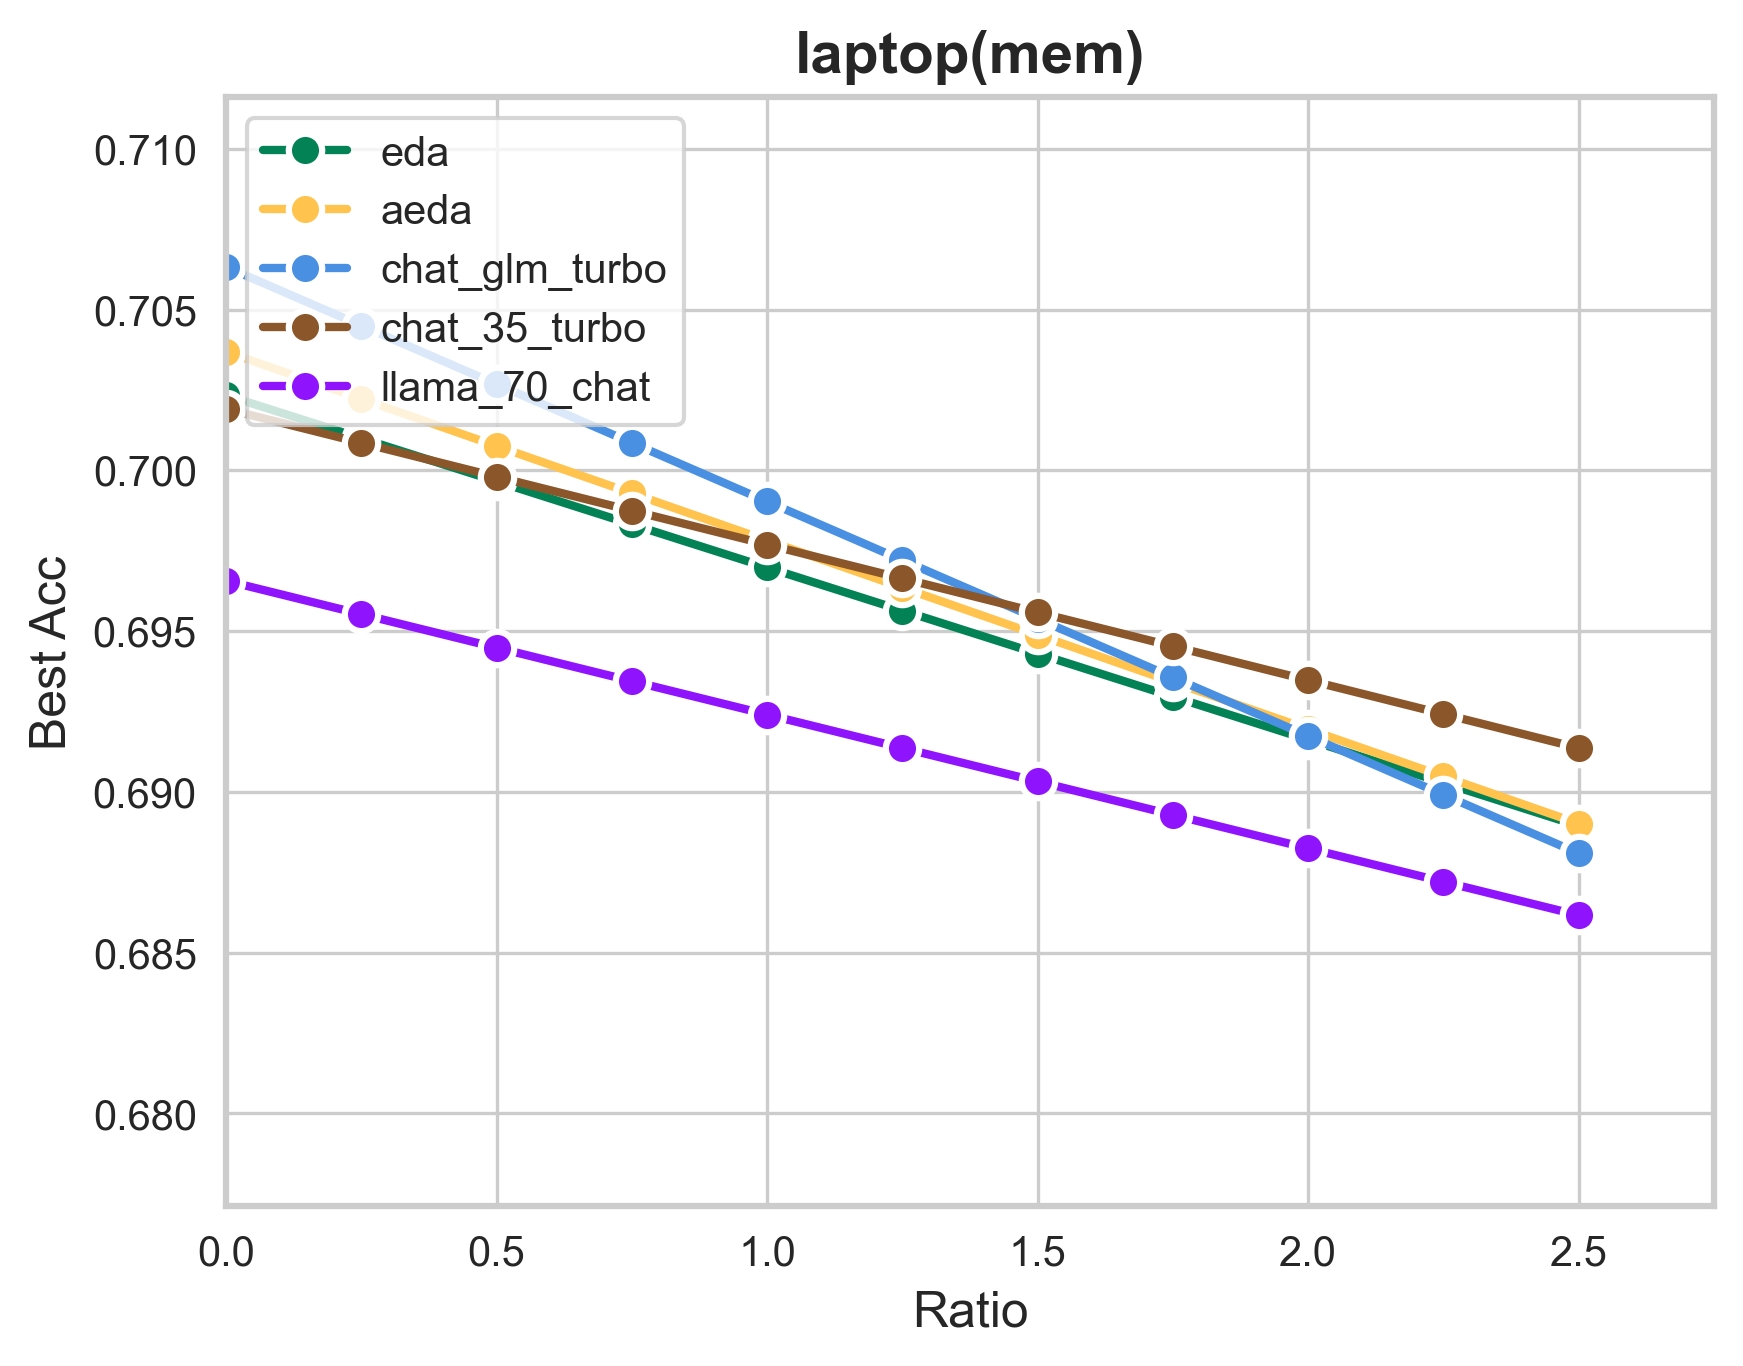 laptop(mem)
eda
aeda
chat_glm_turbo
chat_35_turbo
llama_70_chat
0.710
0.705
0.700
0.695
0.690
0.685
0.680
Best Acc
0.0 0.5 1.0 1.5 2.0 2.5
Ratio